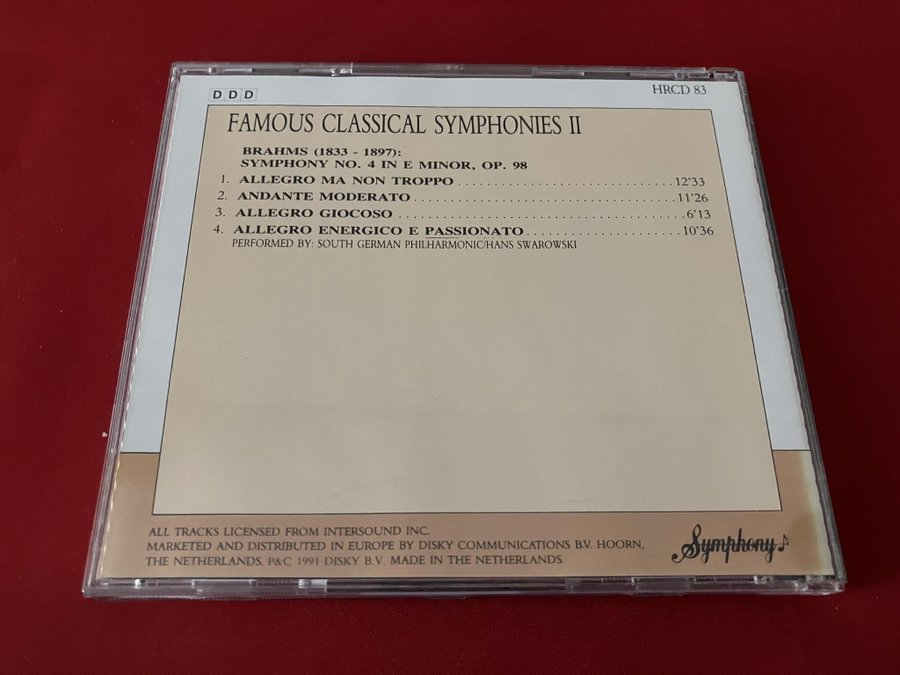 DDD
HRCD 83
FAMOUS CLASSICAL SYMPHONIES II
BRAHMS (1833 - 1897):
SYMPHONY NO. 4 IN E MINOR, OP. 98
1. ALLEGRO MA NON TROPPO 12'33
2. ANDANTE MODERATO 11'26
3. ALLEGRO GIOCOSO 6'13
4. ALLEGRO ENERGICO E PASSIONATO 10'36
PERFORMED BY: SOUTH GERMAN PHILHARMONIC/HANS SWAROWSKI
ALL TRACKS LICENSED FROM INTERSOUND INC.
MARKETED AND DISTRIBUTED IN EUROPE BY DISKY COMMUNICATIONS B.V. HOORN,
THE NETHERLANDS. P&C 1991 DISKY B.V. MADE IN THE NETHERLANDS.
Symphony